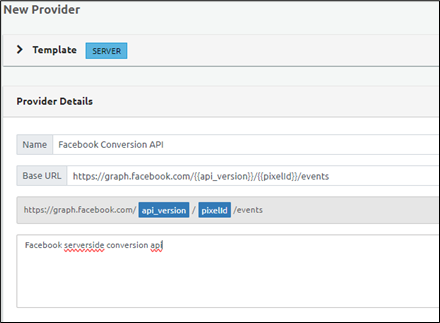 New Provider
Template SERVER
Provider Details
Name Facebook Conversion API
Base URL https://graph.facebook.com/{{api_version}}/{{pixelId}}/events
https://graph.facebook.com/ api_version / pixelId /events
Facebook serverside conversion api